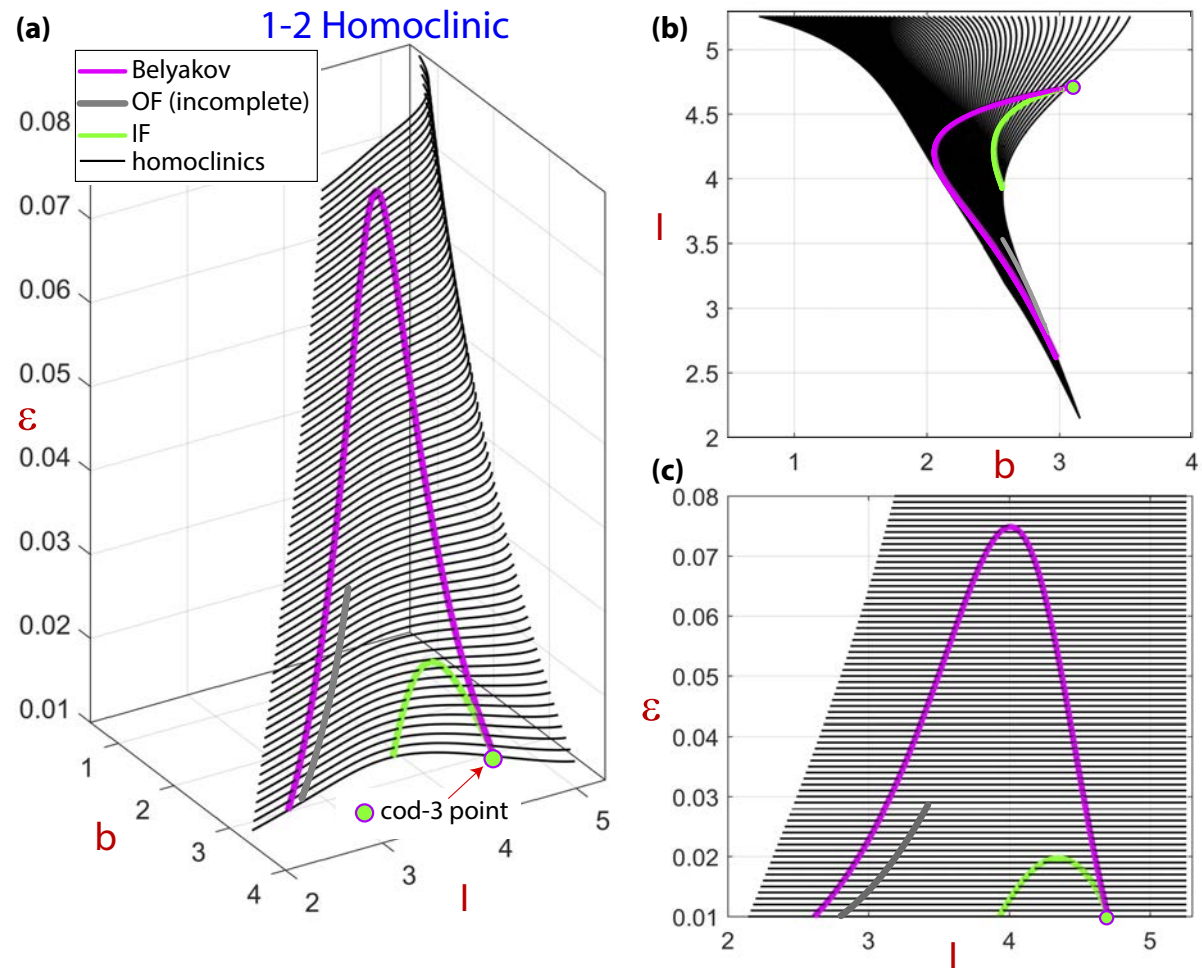 (a)
1-2 Homoclinic
Belyakov
OF (incomplete)
IF
homoclinics
0.08
0.07
0.06
0.05
ε
0.04
0.03
0.02
0.01
1
2
b
3
4
2
3
I
4
5
cod-3 point
(b)
5
4.5
4
I
3.5
3
2.5
2
1
2
b
3
4
(c)
0.08
0.07
0.06
0.05
ε
0.04
0.03
0.02
0.01
2
3
I
4
5